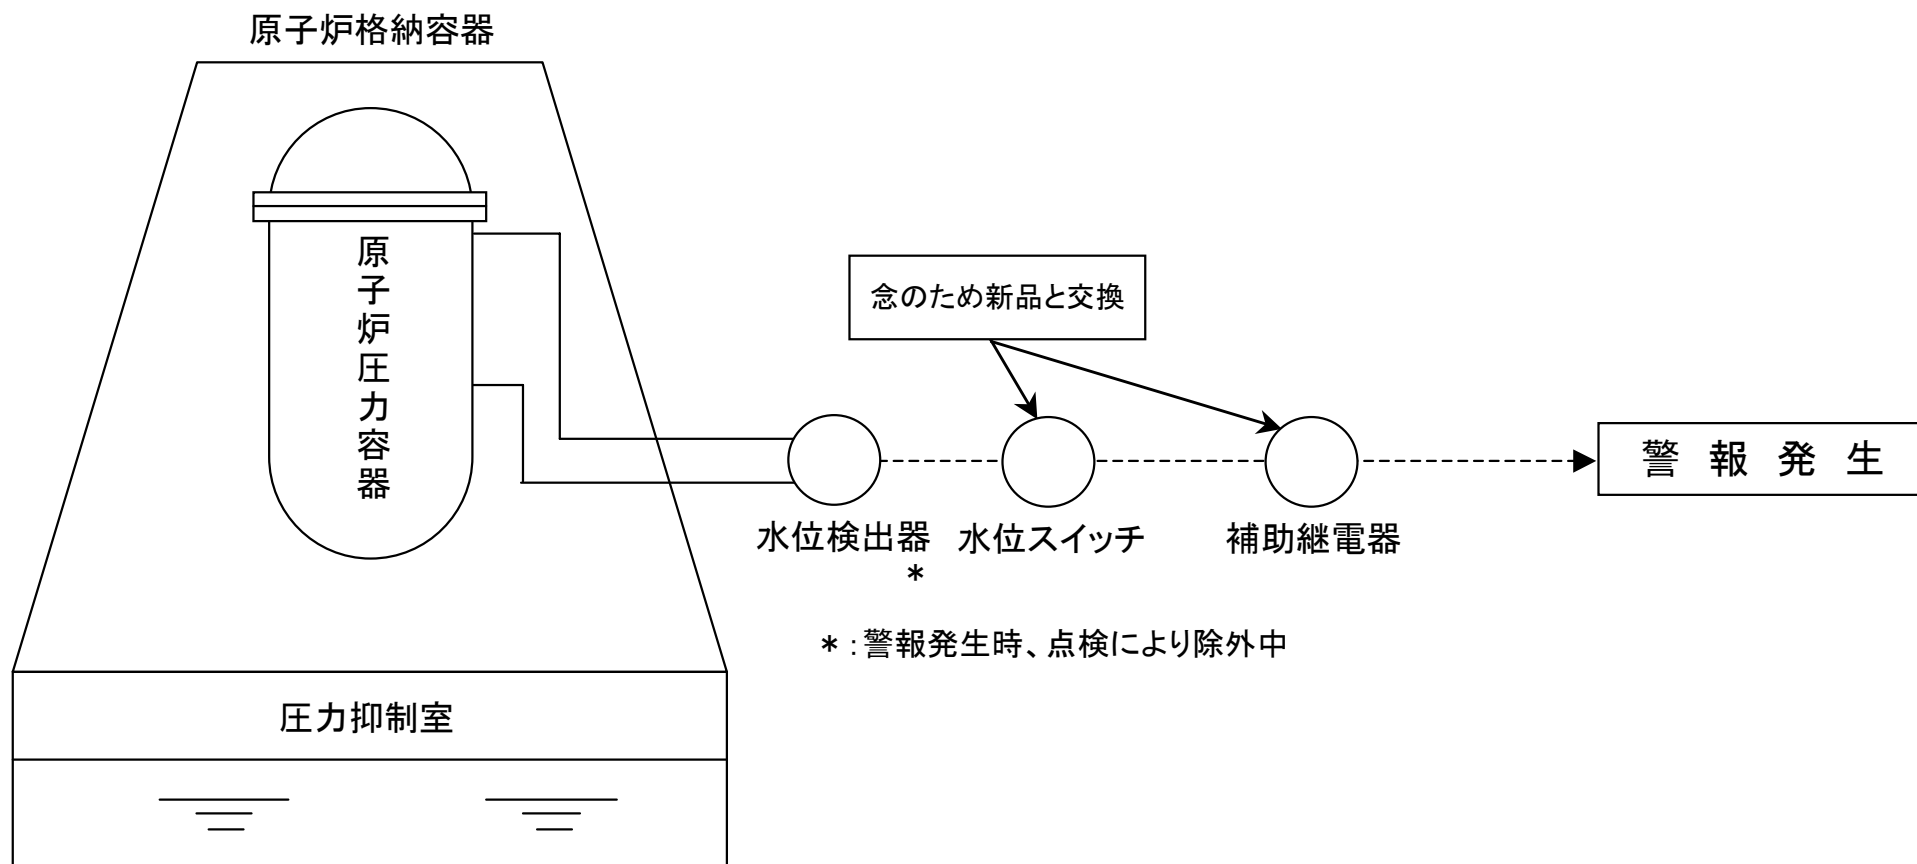 原子炉格納容器
原子炉圧力容器
念のため新品と交換
警報発生
水位検出器
*
水位スイッチ
補助継電器
*:警報発生時、点検により除外中
圧力抑制室